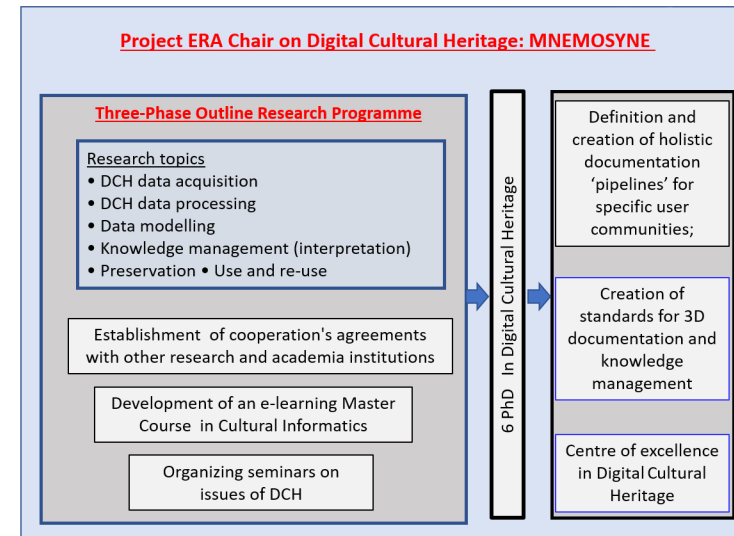 Project ERA Chair on Digital Cultural Heritage: MNEMOSYNE
Three-Phase Outline Research Programme
Research topics
• DCH data acquisition
• DCH data processing
• Data modelling
• Knowledge management (interpretation)
• Preservation • Use and re-use
Establishment of cooperation's agreements
with other research and academia institutions
Development of an e-learning Master
Course in Cultural Informatics
Organizing seminars on
issues of DCH
6 PhD In Digital Cultural Heritage
Definition and
creation of holistic
documentation
‘pipelines’ for
specific user
communities;
Creation of
standards for 3D
documentation and
knowledge
management
Centre of excellence
in Digital Cultural
Heritage